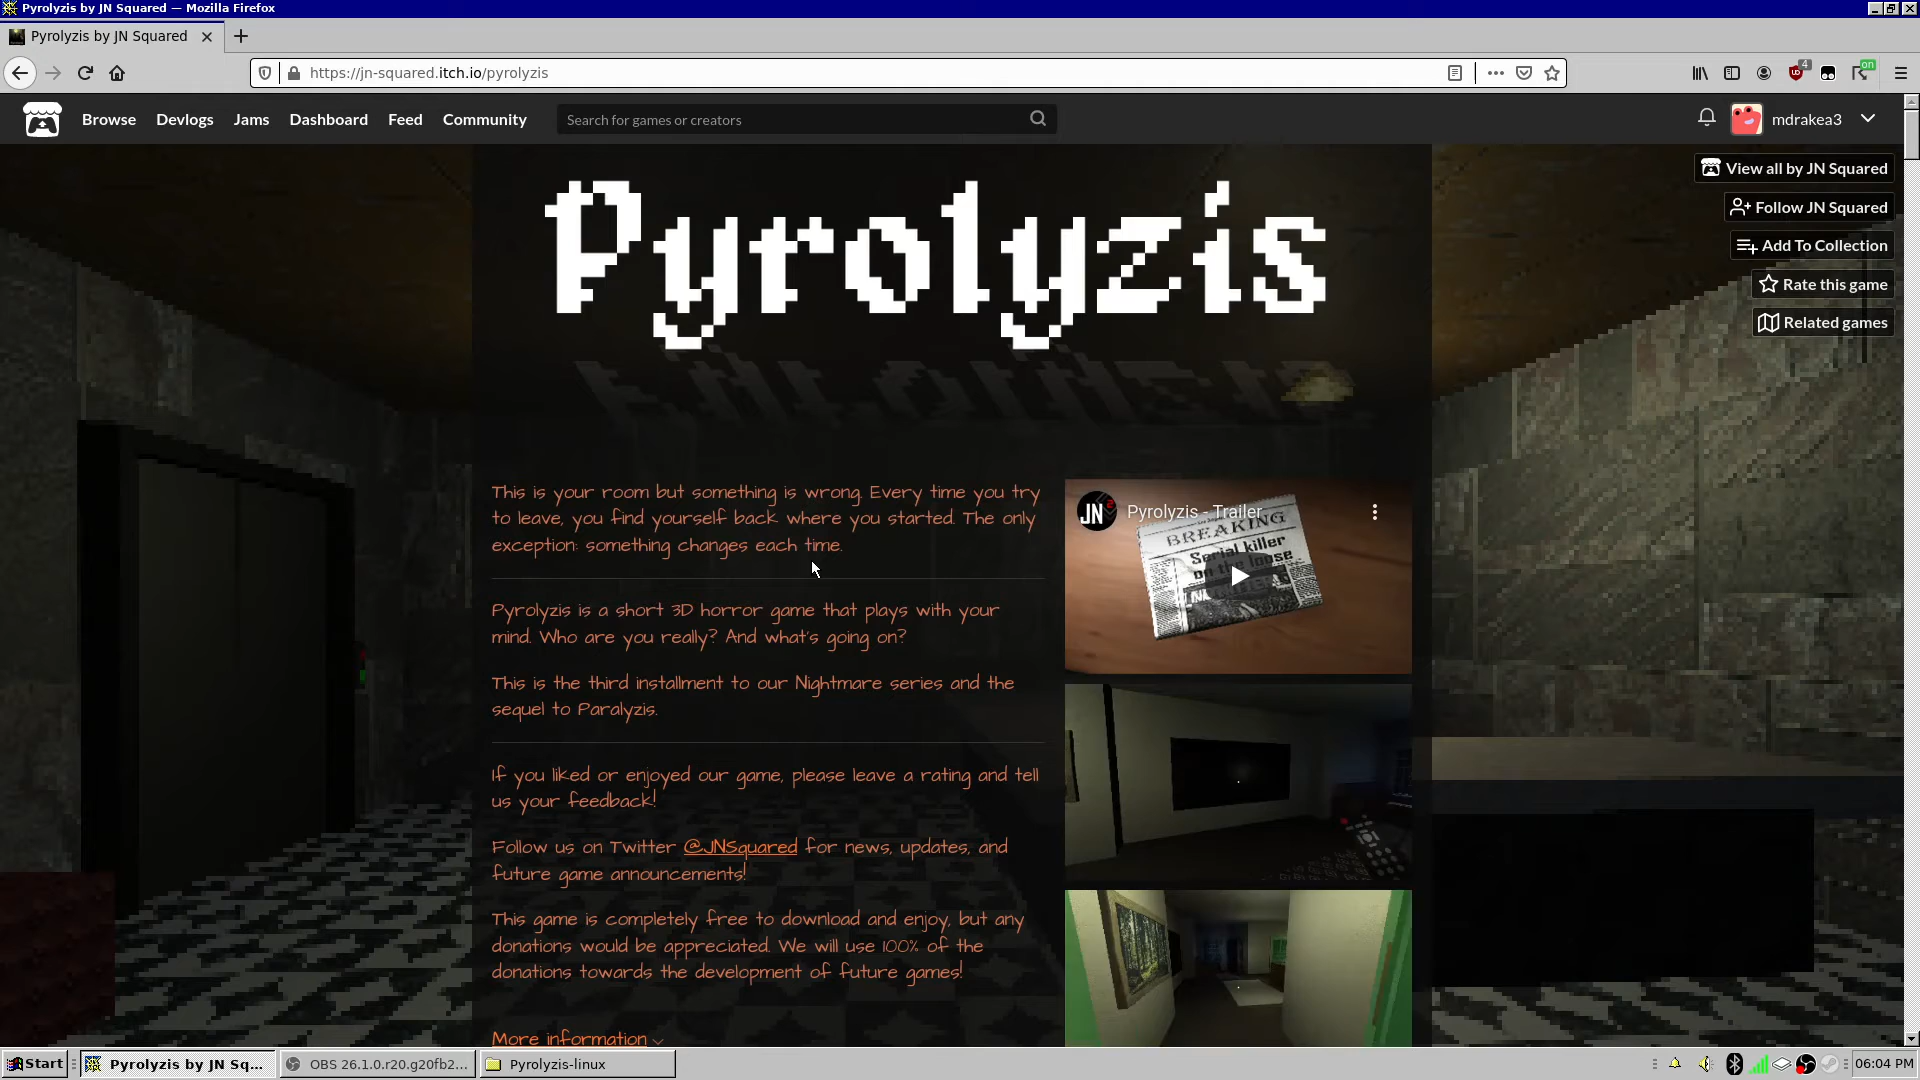 Pyrolyzis by JN Squared — Mozilla Firefox
Pyrolyzis by JN Squared
https://jn-squared.itch.io/pyrolyzis
4
on
Browse
Devlogs
Jams
Dashboard
Feed
Community
Search for games or creators
mdrakea3
View all by JN Squared
Follow JN Squared
Add To Collection
Rate this game
Related games
Pyrolyzis
This is your room but something is wrong. Every time you try
to leave, you find yourself back where you started. The only
exception: something changes each time.
Pyrolyzis is a short 3D horror game that plays with your
mind. Who are you really? And what's going on?
This is the third installment to our Nightmare series and the
sequel to Paralyzis.
If you liked or enjoyed our game, please leave a rating and tell
us your feedback!
Follow us on Twitter @JNSquared for news, updates, and
future game announcements!
This game is completely free to download and enjoy, but any
donations would be appreciated. We will use 100% of the
donations towards the development of future games!
More information
JN
Pyrolyzis - Trailer
BREAKING
Serial killer
on the loose
Start
Pyrolyzis by JN Sq...
OBS 26.1.0.r20.g20fb2...
Pyrolyzis-linux
06:04 PM